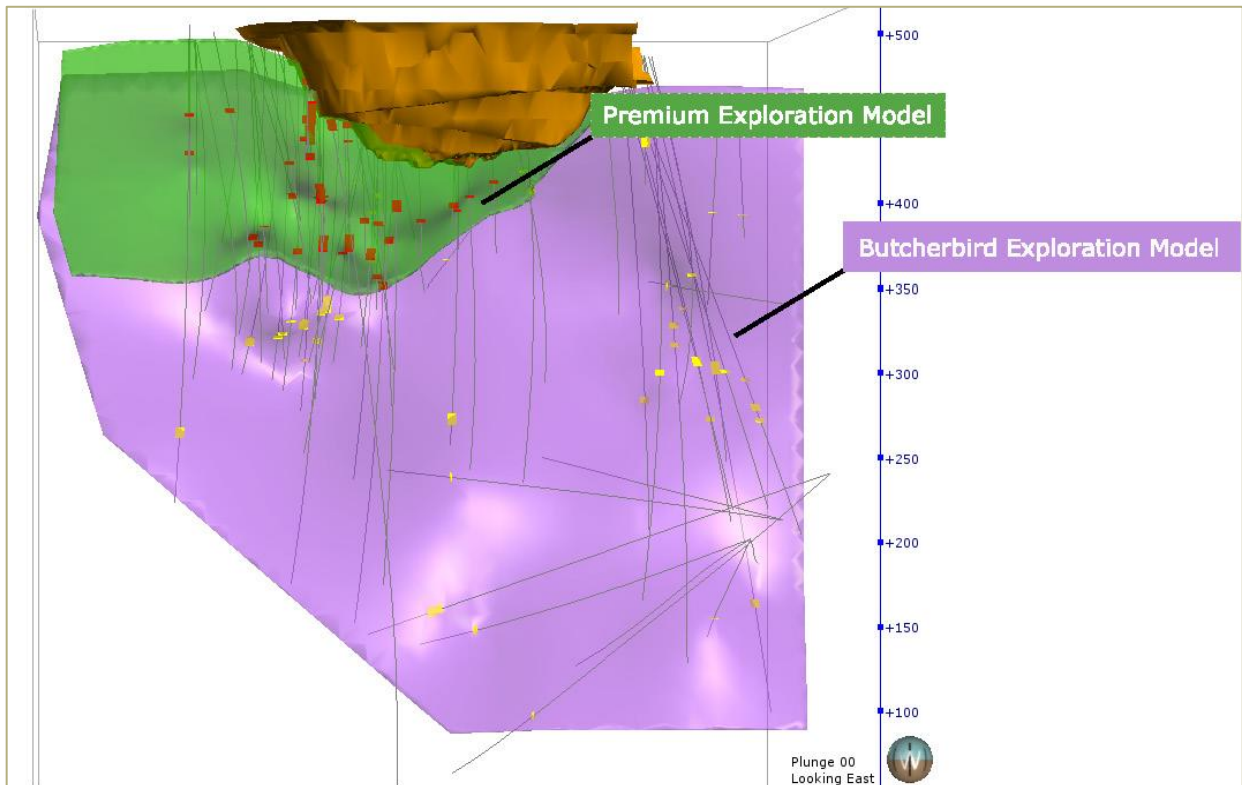 +500
Premium Exploration Model
+400
Butcherbird Exploration Model
+350
+300
+250
+200
+150
+100
Plunge 00
Looking East
W